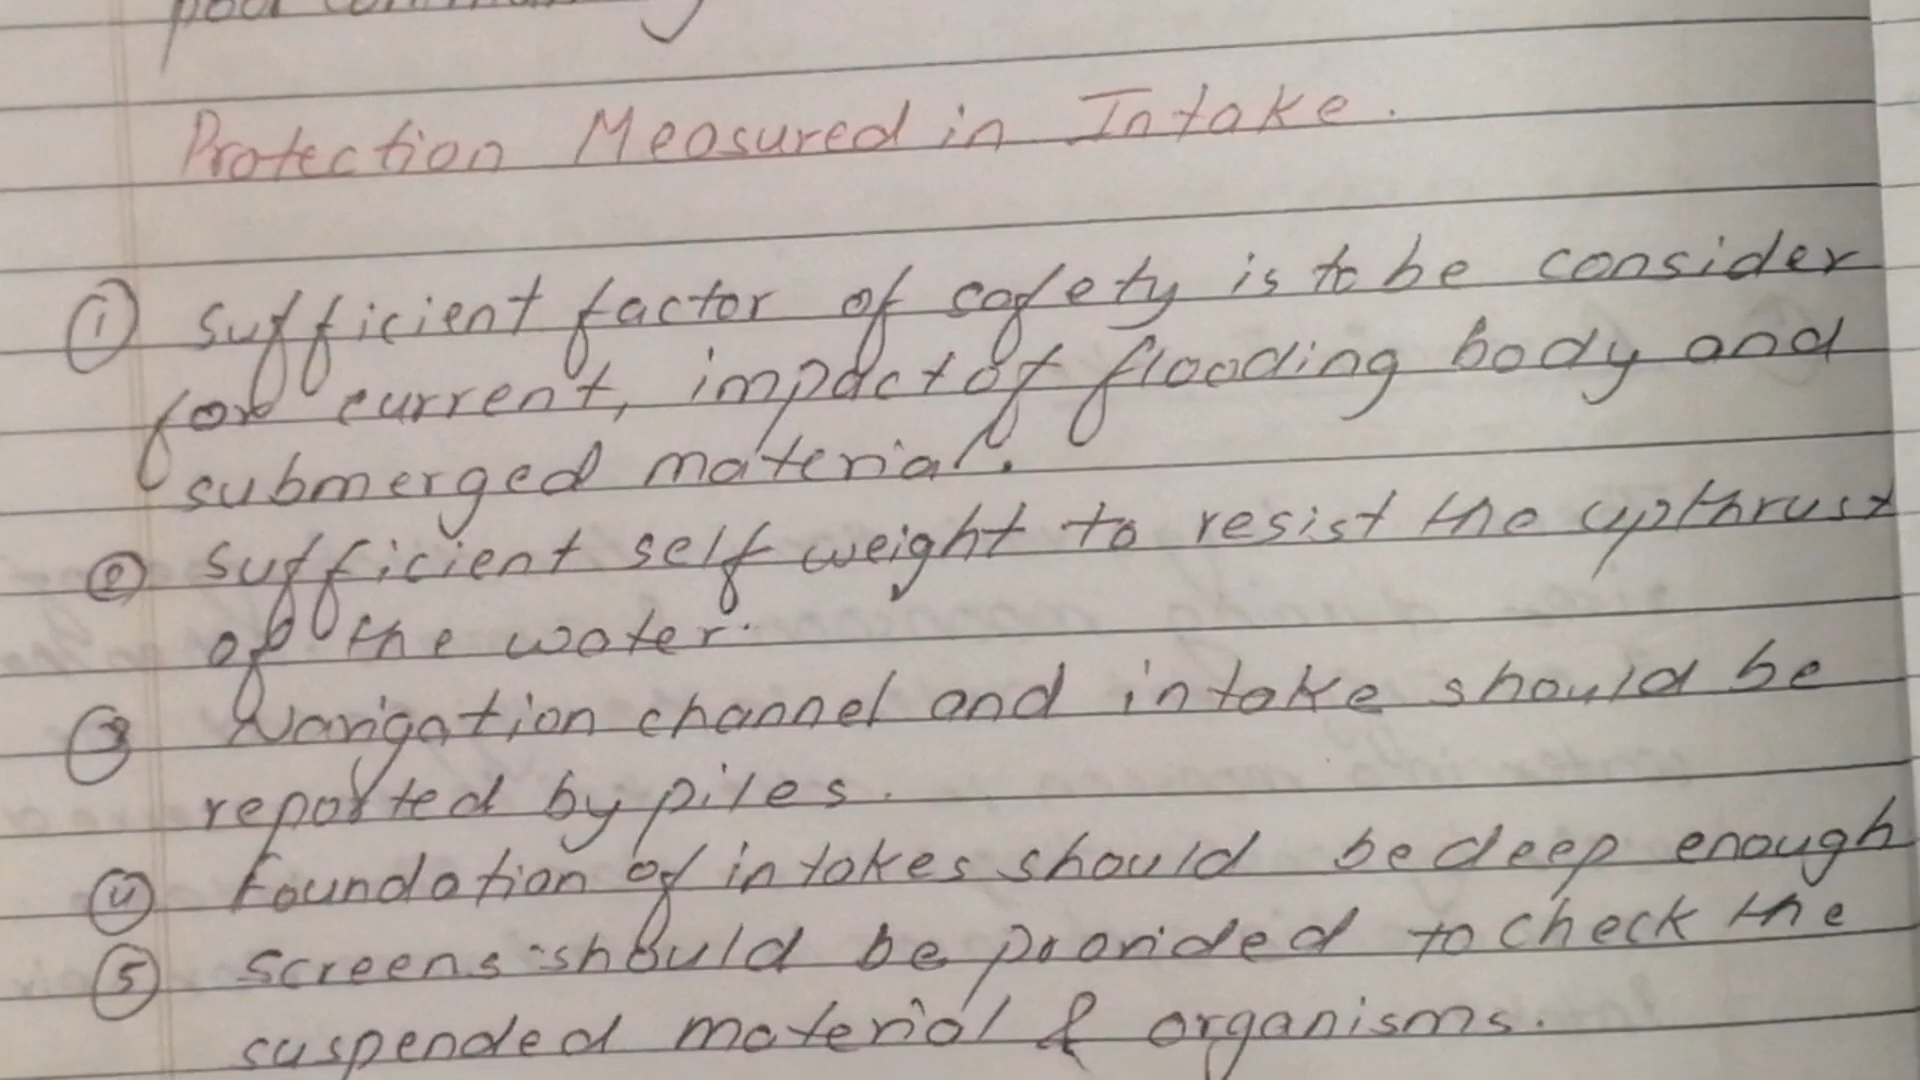 Protection Measured in Intake.
① sufficient factor of safety is to be consider
for current, impact of flooding body and
submerged material.
② sufficient self weight to resist the upthrust
of the water.
③ Navigation channel and intake should be
reported by piles.
④ Foundation of intakes should be deep enough
⑤ screens should be provided to check the
suspended material & organisms.